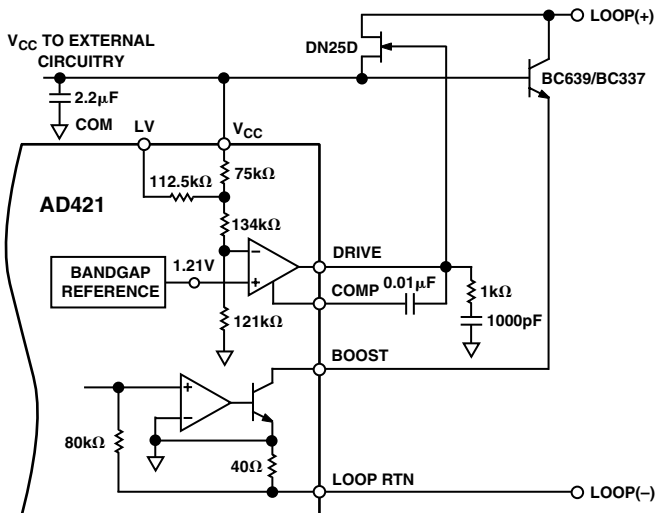 LOOP(+)
DN25D
V_CC TO EXTERNAL
CIRCUITRY
BC639/BC337
2.2µF
COM
LV
V_CC
75kΩ
112.5kΩ
AD421
134kΩ
DRIVE
BANDGAP
REFERENCE
1.21V
−
+
COMP
0.01µF
1kΩ
1000pF
121kΩ
BOOST
+
−
80kΩ
40Ω
LOOP RTN
LOOP(−)